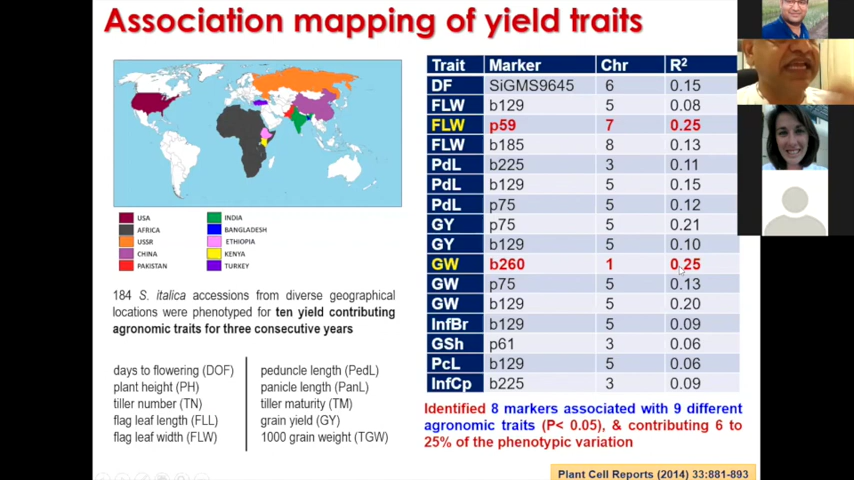 Association mapping of yield traits
USA
AFRICA
USSR
CHINA
PAKISTAN
INDIA
BANGLADESH
ETHIOPIA
KENYA
TURKEY
184 S. italica accessions from diverse geographical
locations were phenotyped for ten yield contributing
agronomic traits for three consecutive years
days to flowering (DOF)
plant height (PH)
tiller number (TN)
flag leaf length (FLL)
flag leaf width (FLW)
peduncle length (PedL)
panicle length (PanL)
tiller maturity (TM)
grain yield (GY)
1000 grain weight (TGW)
Trait Marker Chr R²
DF SiGMS9645 6 0.15
FLW b129 5 0.08
FLW p59 7 0.25
FLW b185 8 0.13
PdL b225 3 0.11
PdL b129 5 0.15
PdL p75 5 0.12
GY p75 5 0.21
GY b129 5 0.10
GW b260 1 0.25
GW p75 5 0.13
GW b129 5 0.20
InfBr b129 5 0.09
GSh p61 3 0.06
PcL b129 5 0.06
InfCp b225 3 0.09
Identified 8 markers associated with 9 different
agronomic traits (P< 0.05), & contributing 6 to
25% of the phenotypic variation
Plant Cell Reports (2014) 33:881-893